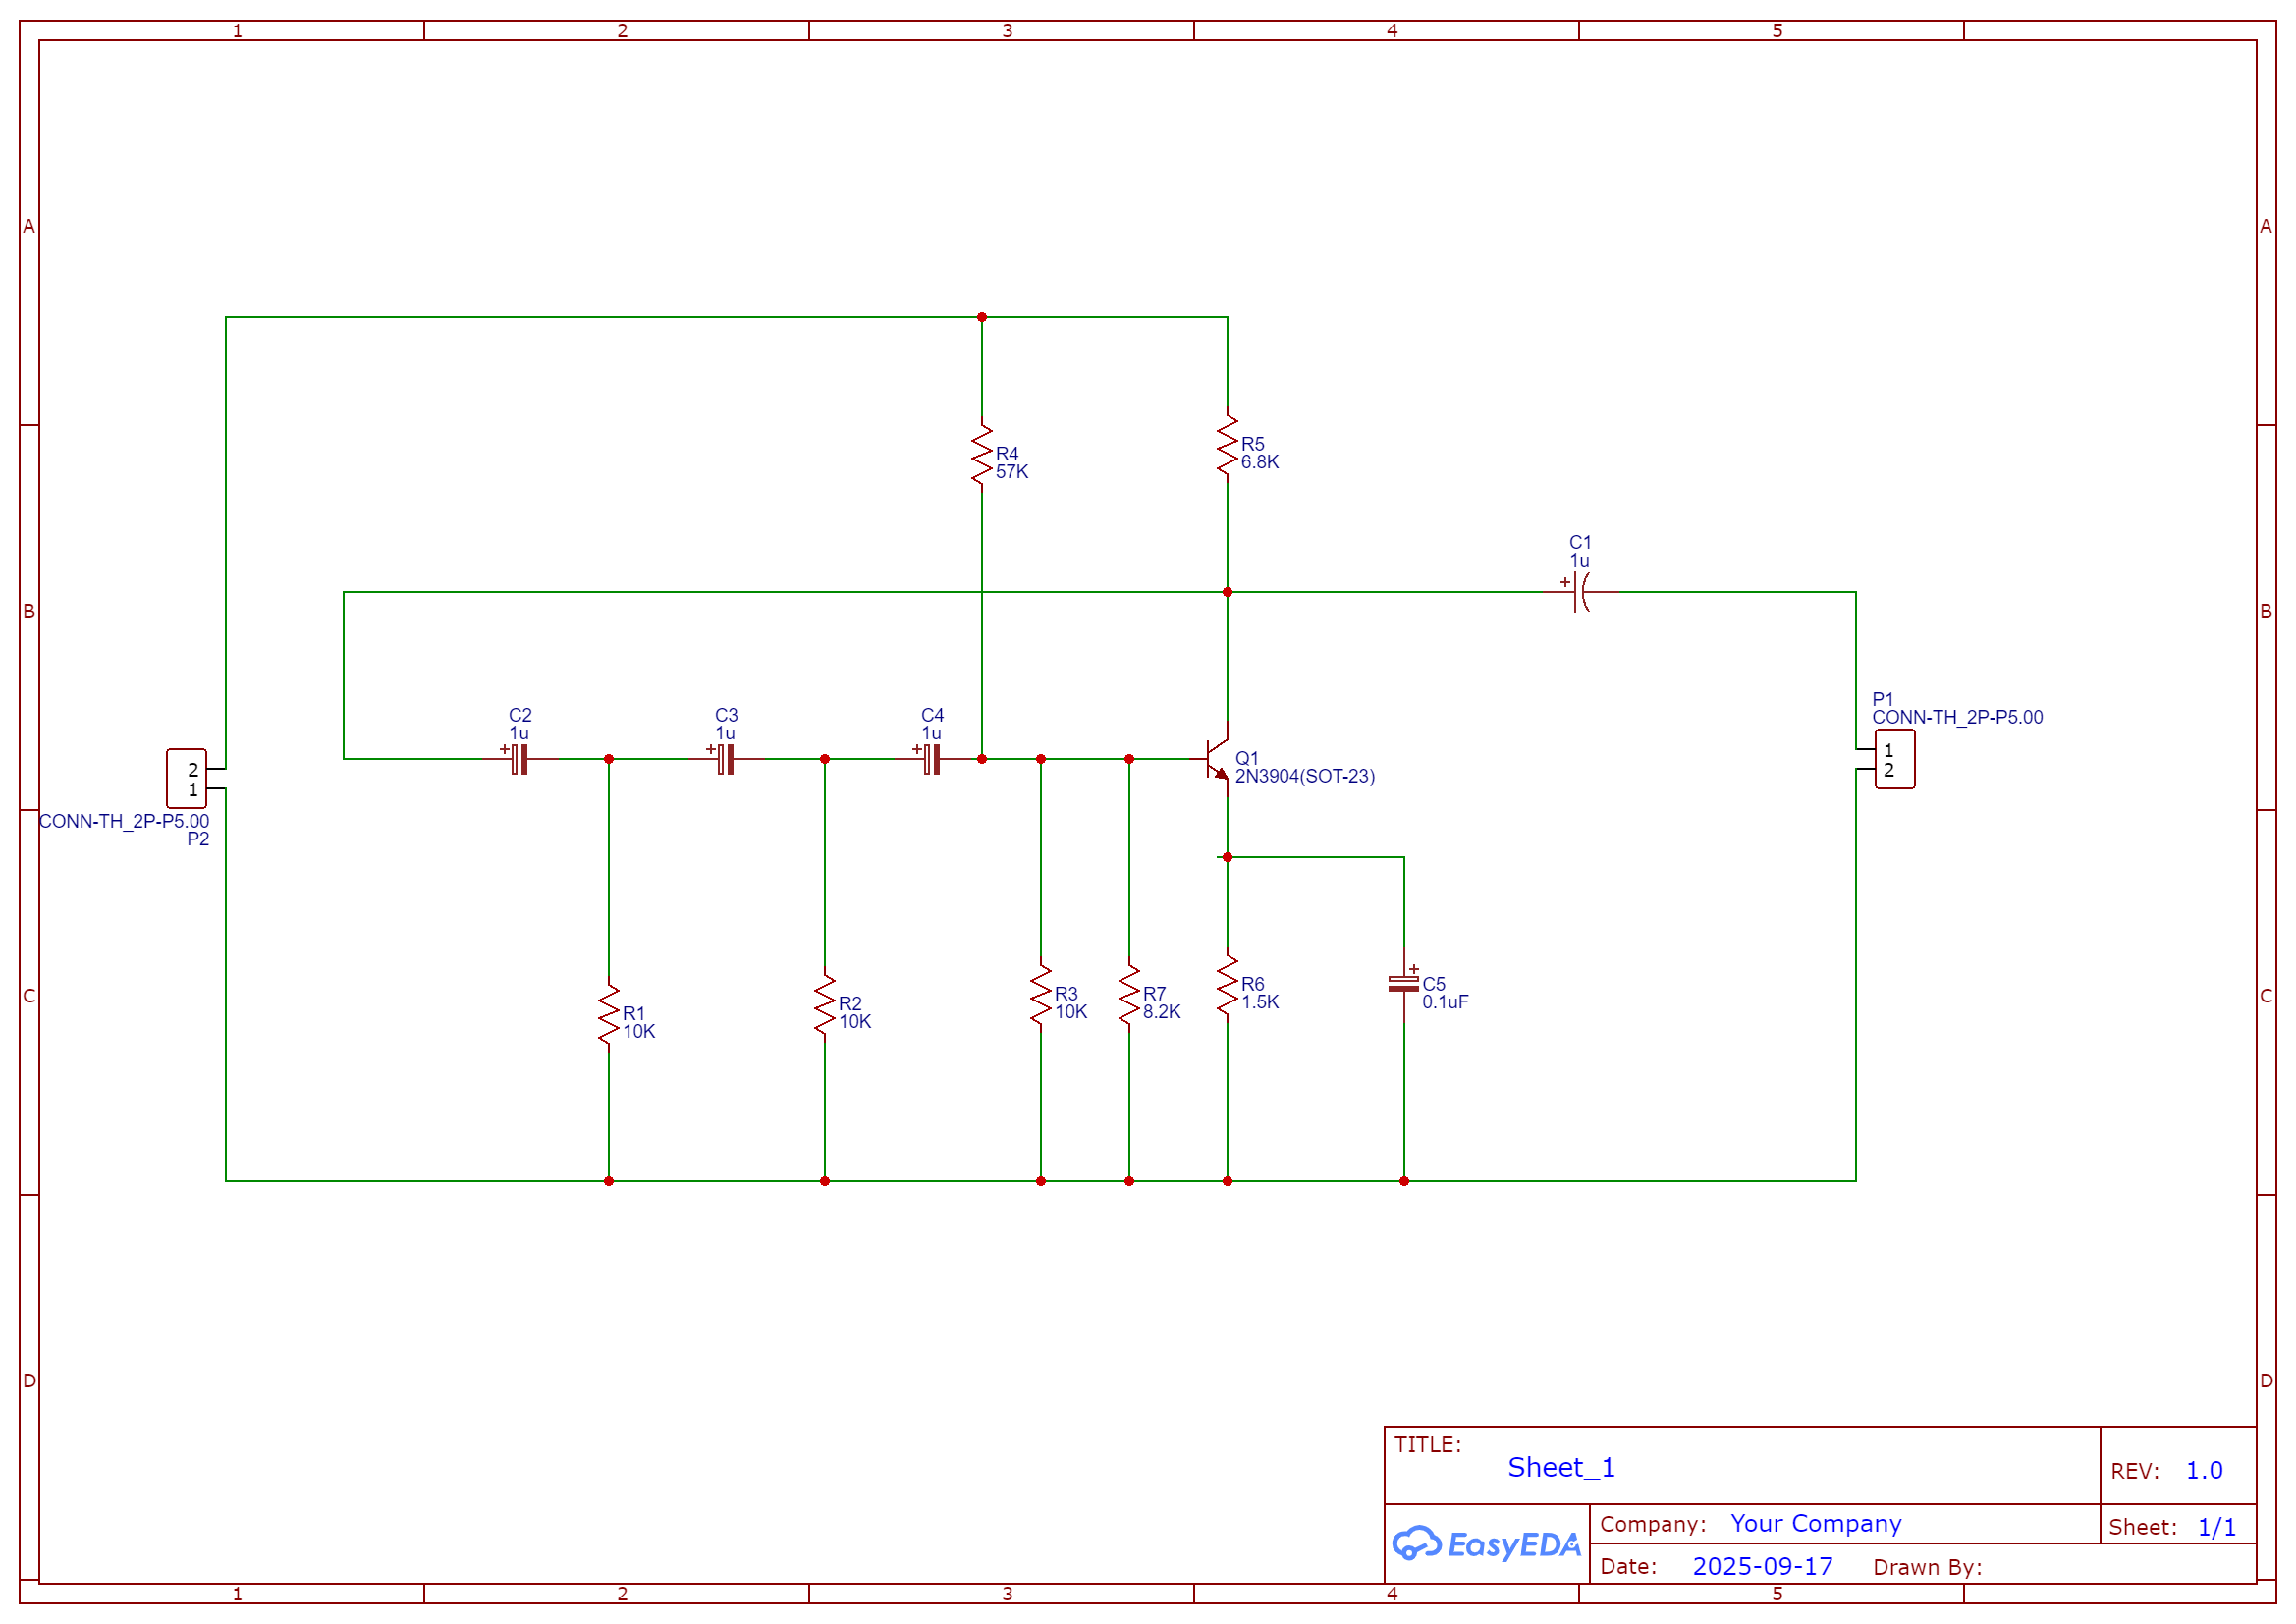 1 2 3 4 5
A A
R4
57K
R5
6.8K
C1
1u
B B
P1
CONN-TH_2P-P5.00
C2
1u
C3
1u
C4
1u
+ + + +
1
2
Q1
2N3904(SOT-23)
2
1
CONN-TH_2P-P5.00
P2
C C
R1
10K
R2
10K
R3
10K
R7
8.2K
R6
1.5K
+
C5
0.1uF
D D
TITLE:
Sheet_1
REV: 1.0
EasyEDA
Company: Your Company
Sheet: 1/1
Date: 2025-09-17 Drawn By:
1 2 3 4 5